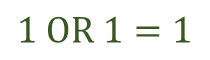 1 OR 1 = 1